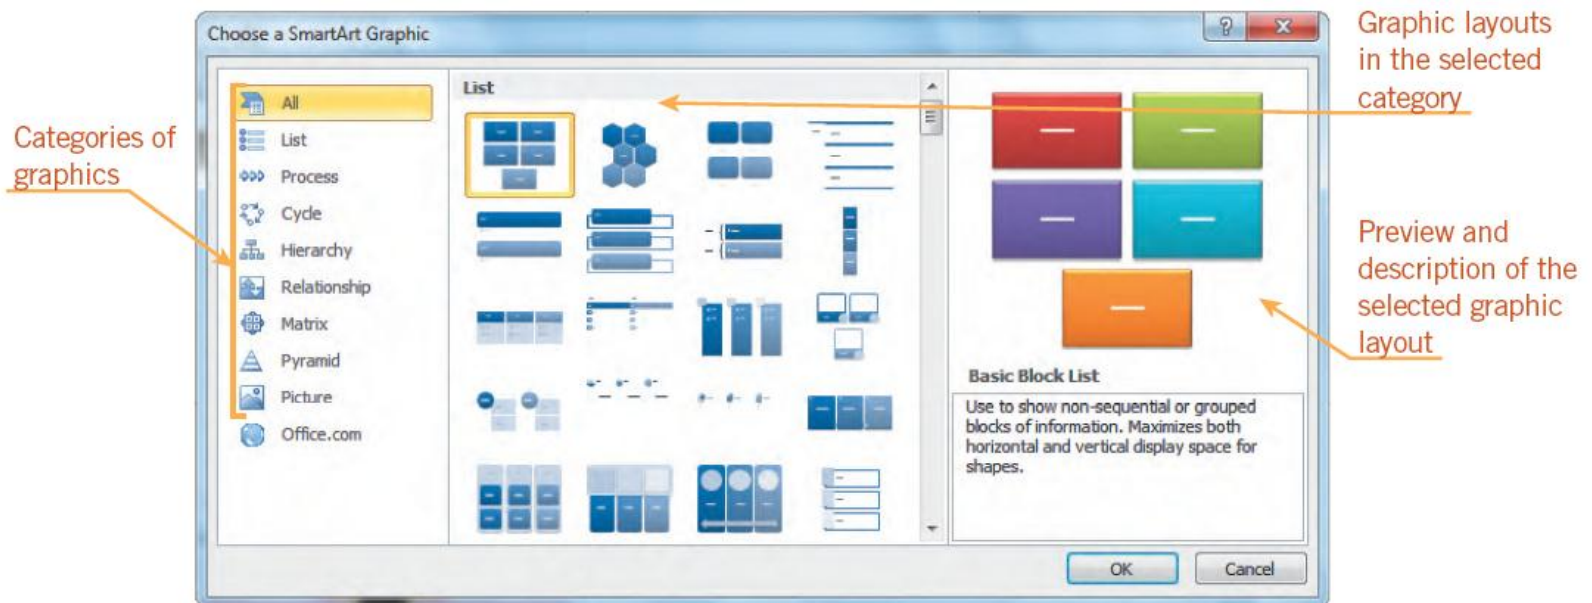 Choose a SmartArt Graphic
Graphic layouts
in the selected
category
Categories of
graphics
All
List
Process
Cycle
Hierarchy
Relationship
Matrix
Pyramid
Picture
Office.com
List
Preview and
description of the
selected graphic
layout
Basic Block List
Use to show non-sequential or grouped
blocks of information. Maximizes both
horizontal and vertical display space for
shapes.
OK
Cancel